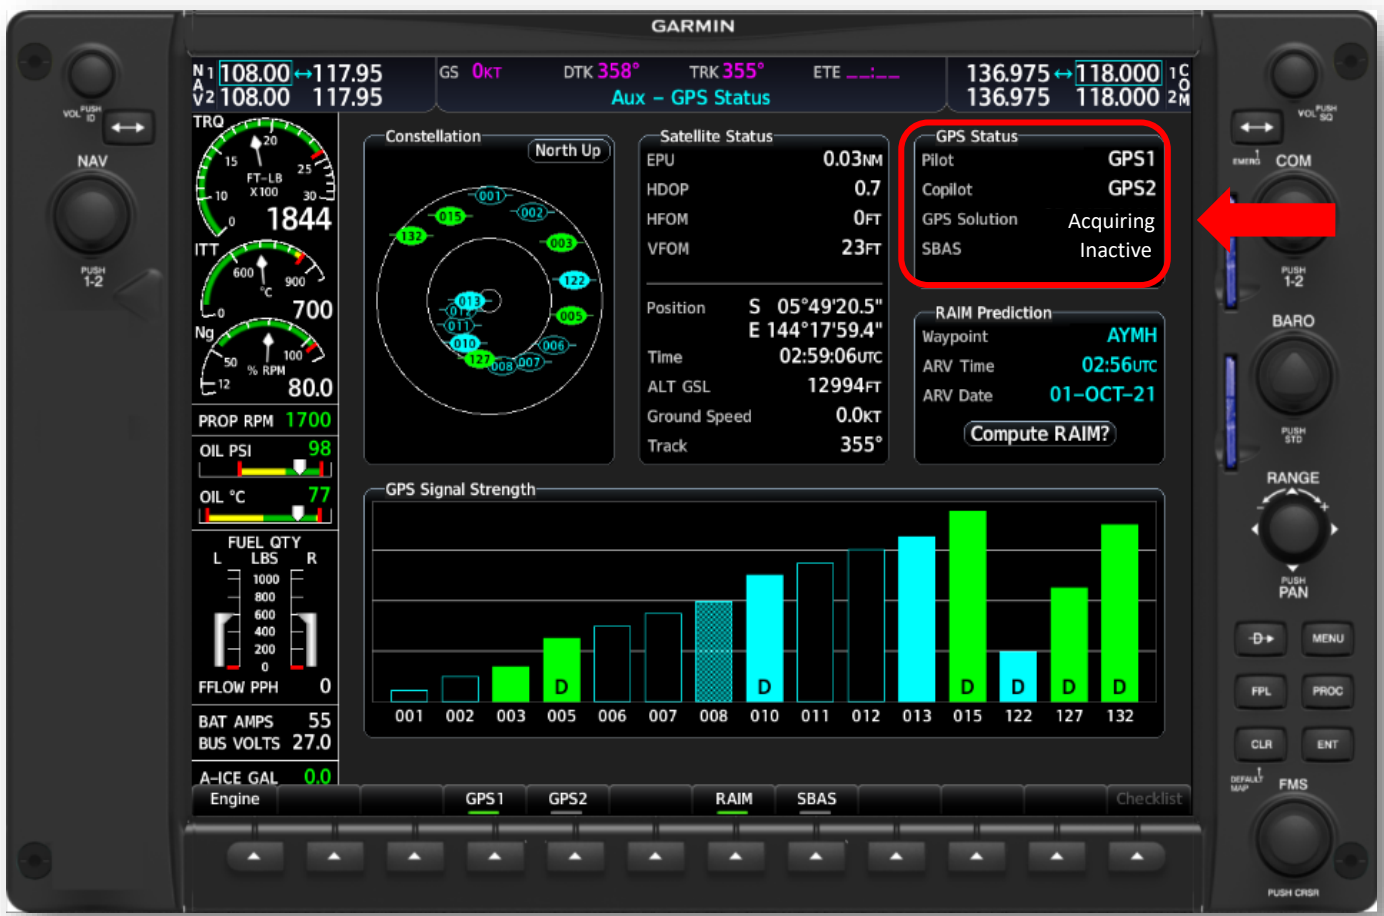 GARMIN
NAV 1 108.00 ↔ 117.95
2 108.00 117.95
GS 0KT DTK 358° TRK 355° ETE __:__
Aux – GPS Status
136.975 ↔ 118.000 1 COM
136.975 118.000 2
VOL PUSH ID
NAV
PUSH 1-2
TRQ
20
15 25
FT-LB
X100
10 30
0
1844
ITT
600 900
°C
0
700
Ng
50 100
% RPM
12
80.0
PROP RPM 1700
OIL PSI 98
OIL °C 77
FUEL QTY
L LBS R
1000
800
600
400
200
0
FFLOW PPH 0
BAT AMPS 55
BUS VOLTS 27.0
A-ICE GAL 0.0
Constellation
North Up
001
015 002
132 003
122
013
012 005
011
010 006
127 008 007
Satellite Status
EPU 0.03NM
HDOP 0.7
HFOM 0FT
VFOM 23FT
Position S 05°49'20.5"
E 144°17'59.4"
Time 02:59:06UTC
ALT GSL 12994FT
Ground Speed 0.0KT
Track 355°
GPS Status
Pilot GPS1
Copilot GPS2
GPS Solution Acquiring
SBAS Inactive
RAIM Prediction
Waypoint AYMH
ARV Time 02:56UTC
ARV Date 01-OCT-21
Compute RAIM?
GPS Signal Strength
D D D D D D
001 002 003 005 006 007 008 010 011 012 013 015 122 127 132
Engine GPS1 GPS2 RAIM SBAS Checklist
VOL PUSH SQ
EMERG COM
PUSH 1-2
BARO
PUSH STD
RANGE
- +
PUSH PAN
D MENU
FPL PROC
CLR ENT
DEFAULT MAP FMS
PUSH CRSR